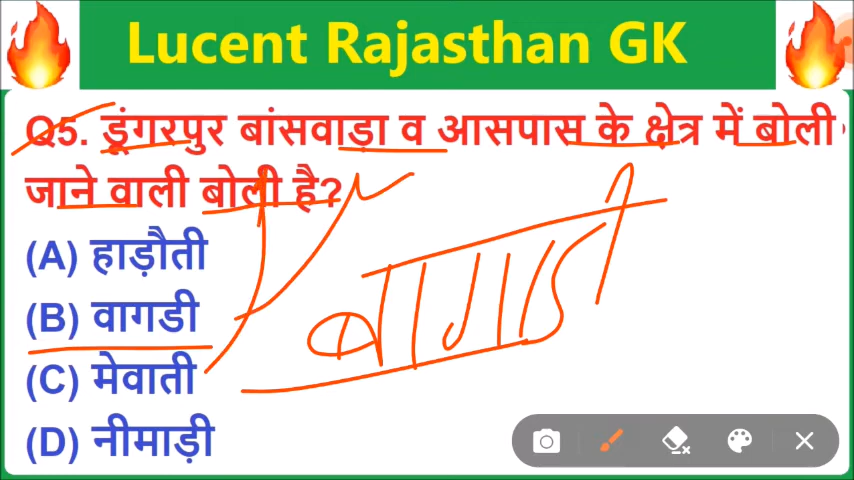 Lucent Rajasthan GK
Q5. डूंगरपुर बांसवाड़ा व आसपास के क्षेत्र में बोली
जाने वाली बोली है?
(A) हाड़ौती
(B) वागडी
वागड़ी
(C) मेवाती
(D) नीमाड़ी